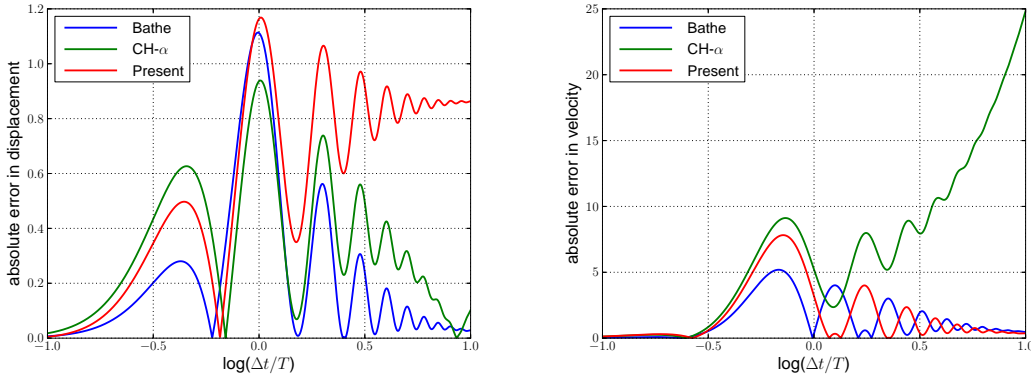 absolute error in displacement
1.2
1.0
0.8
0.6
0.4
0.2
0.0
Bathe
CH-α
Present
−1.0
−0.5
0.0
0.5
1.0
log(Δt/T)
absolute error in velocity
25
20
15
10
5
0
Bathe
CH-α
Present
−1.0
−0.5
0.0
0.5
1.0
log(Δt/T)